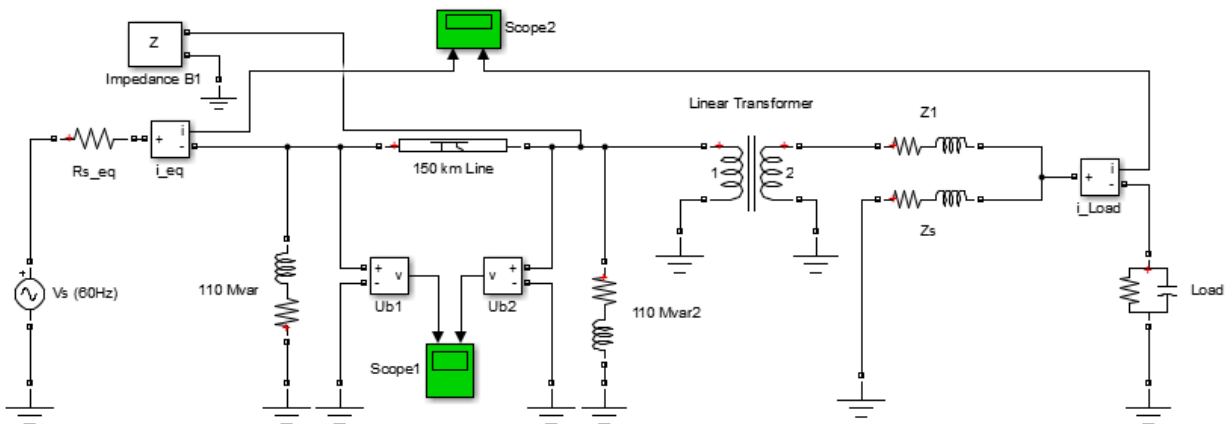 Scope2
Z
Impedance B1
Linear Transformer
Z1
+
i
-
Rs_eq
i_eq
150 km Line
1
2
+
i
-
i_Load
Zs
+
Vs (60Hz)
110 Mvar
+
-
v
Ub1
v
+
-
Ub2
110 Mvar2
Load
Scope1